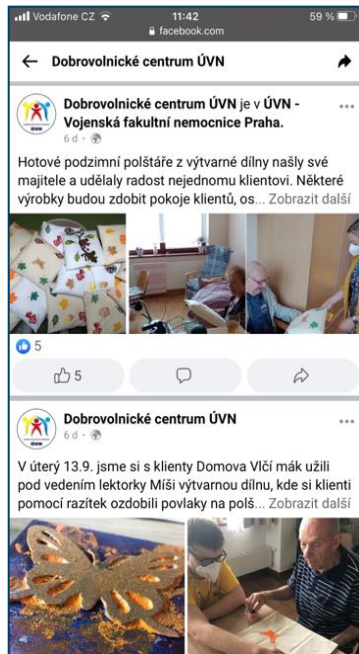 Vodafone CZ 11:42 59 %
facebook.com
Dobrovolnické centrum ÚVN
Dobrovolnické centrum ÚVN je v ÚVN -
Vojenská fakultní nemocnice Praha.
6 d
Hotové podzimní polštáře z výtvarné dílny našly své
majitele a udělaly radost nejednomu klientovi. Některé
výrobky budou zdobit pokoje klientů, os... Zobrazit další
5
5
Dobrovolnické centrum ÚVN
6 d
V úterý 13.9. jsme si s klienty Domova Vlčí mák užili
pod vedením lektorky Míši výtvarnou dílnu, kde si klienti
pomocí razítek ozdobili povlaky na polš... Zobrazit další